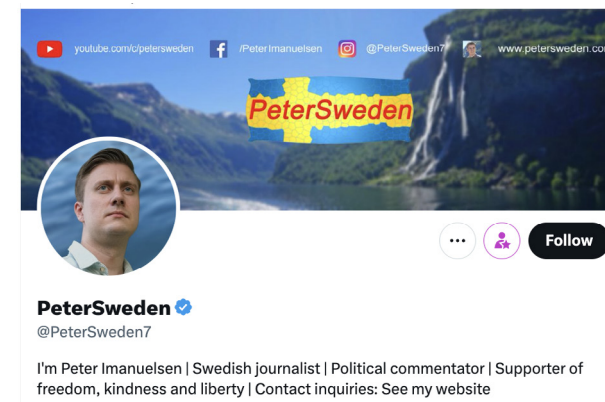 youtube.com/c/petersweden /PeterImanuelsen @PeterSweden7 www.petersweden.co
PeterSweden
Follow
PeterSweden
@PeterSweden7
I'm Peter Imanuelsen | Swedish journalist | Political commentator | Supporter of
freedom, kindness and liberty | Contact inquiries: See my website